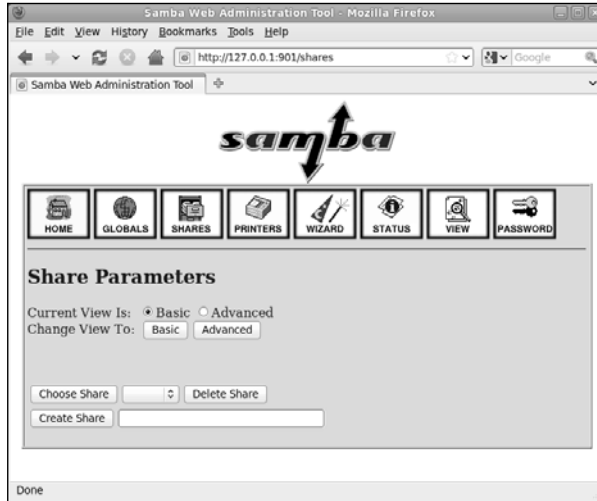 Samba Web Administration Tool - Mozilla Firefox
File Edit View History Bookmarks Tools Help
http://127.0.0.1:901/shares Google
Samba Web Administration Tool
samba
HOME GLOBALS SHARES PRINTERS WIZARD STATUS VIEW PASSWORD
Share Parameters
Current View Is: Basic Advanced
Change View To: Basic Advanced
Choose Share Delete Share
Create Share
Done